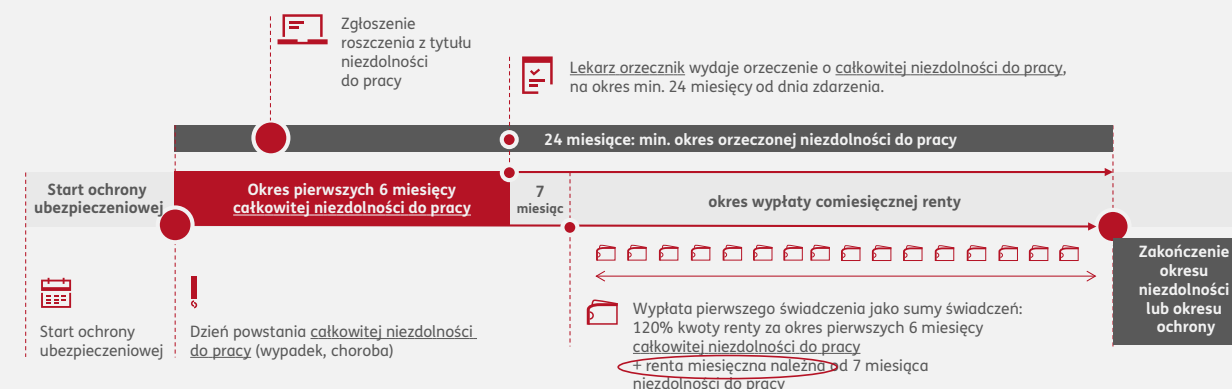 Zgłoszenie
roszczenia z tytułu
niezdolności
do pracy
Lekarz orzecznik wydaje orzeczenie o całkowitej niezdolności do pracy,
na okres min. 24 miesięcy od dnia zdarzenia.
24 miesiące: min. okres orzeczonej niezdolności do pracy
Start ochrony
ubezpieczeniowej
Okres pierwszych 6 miesięcy
całkowitej niezdolności do pracy
7
miesiąc
okres wypłaty comiesięcznej renty
Zakończenie
okresu
niezdolności
lub okresu
ochrony
Start ochrony
ubezpieczeniowej
Dzień powstania całkowitej niezdolności
do pracy (wypadek, choroba)
Wypłata pierwszego świadczenia jako sumy świadczeń:
120% kwoty renty za okres pierwszych 6 miesięcy
całkowitej niezdolności do pracy
+ renta miesięczna należna od 7 miesiąca
niezdolności do pracy